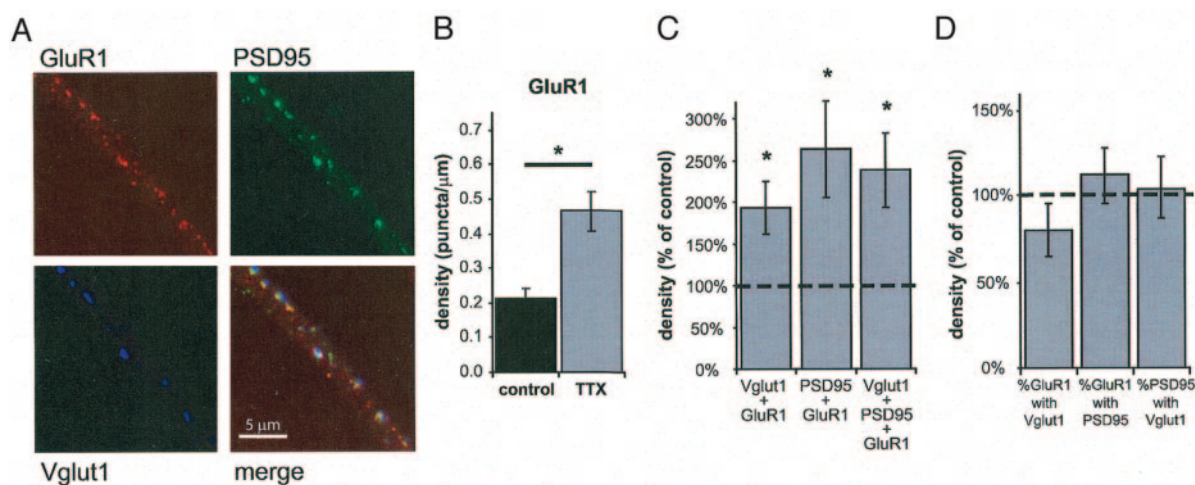 A
GluR1
PSD95
Vglut1
merge
5 μm
B
GluR1
density (puncta/μm)
0.7
0.6
0.5
0.4
0.3
0.2
0.1
0.0
*
control
TTX
C
density (% of control)
300%
250%
200%
150%
100%
50%
0%
*
*
*
Vglut1
+
GluR1
PSD95
+
GluR1
Vglut1
+
PSD95
+
GluR1
D
density (% of control)
150%
100%
50%
0%
%GluR1
with
Vglut1
%GluR1
with
PSD95
%PSD95
with
Vglut1